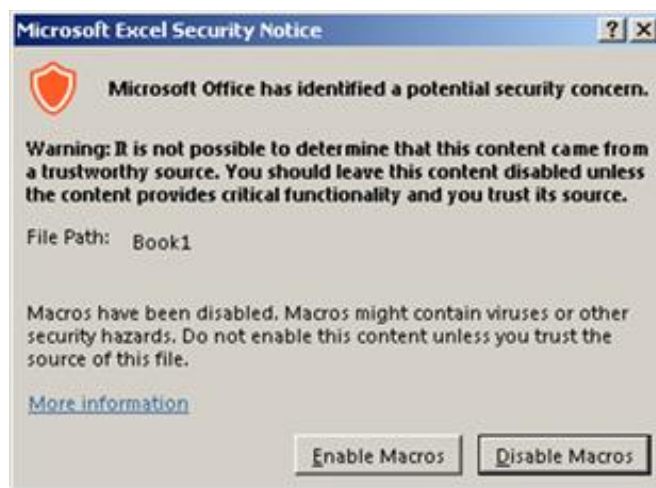 Microsoft Excel Security Notice
Microsoft Office has identified a potential security concern.
Warning: It is not possible to determine that this content came from
a trustworthy source. You should leave this content disabled unless
the content provides critical functionality and you trust its source.
File Path: Book1
Macros have been disabled. Macros might contain viruses or other
security hazards. Do not enable this content unless you trust the
source of this file.
More information
Enable Macros Disable Macros